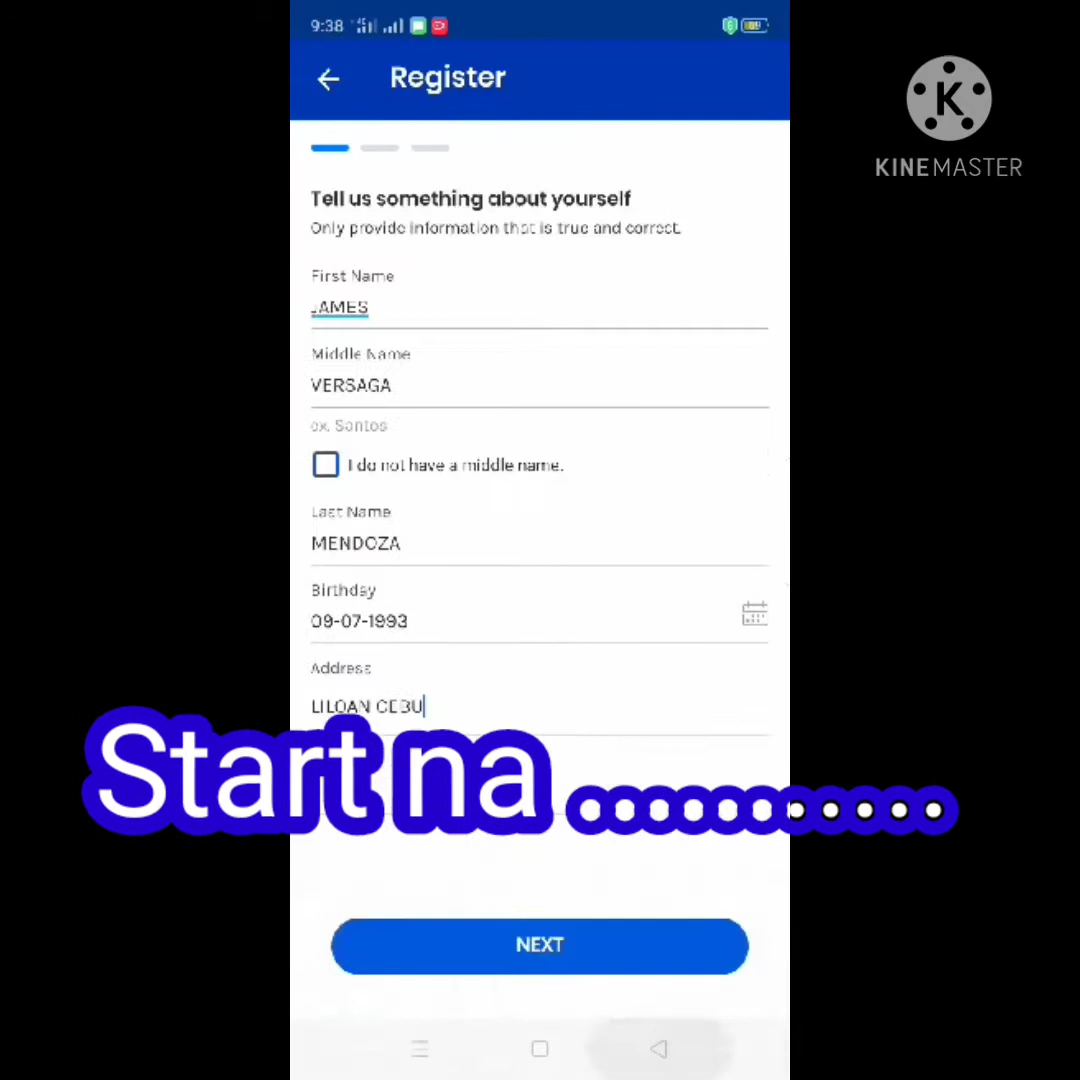 9:38
Register
KINEMASTER
Tell us something about yourself
Only provide information that is true and correct.
First Name
JAMES
Middle Name
VERSAGA
ex. Santos
I do not have a middle name.
Last Name
MENDOZA
Birthday
09-07-1993
Address
LILOAN CEBU
Start na ...........
NEXT